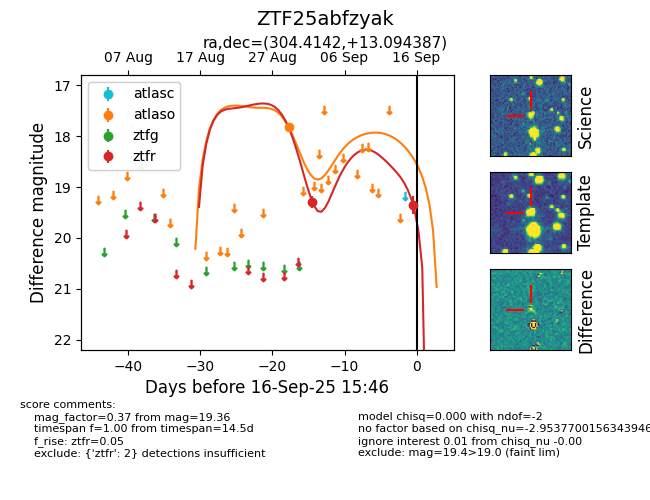 ZTF25abfzyak
ra,dec=(304.4142,+13.094387)
07 Aug 17 Aug 27 Aug 06 Sep 16 Sep
atlasc
atlaso
ztfg
ztfr
17
18
19
20
21
22
Difference magnitude
−40 −30 −20 −10 0
Days before 16-Sep-25 15:46
Science
Template
Difference
score comments:
mag_factor=0.37 from mag=19.36
timespan f=1.00 from timespan=14.5d
f_rise: ztfr=0.05
exclude: {'ztfr': 2} detections insufficient
model chisq=0.000 with ndof=-2
no factor based on chisq_nu=-2.9537700156343946
ignore interest 0.01 from chisq_nu -0.00
exclude: mag=19.4>19.0 (faint lim)